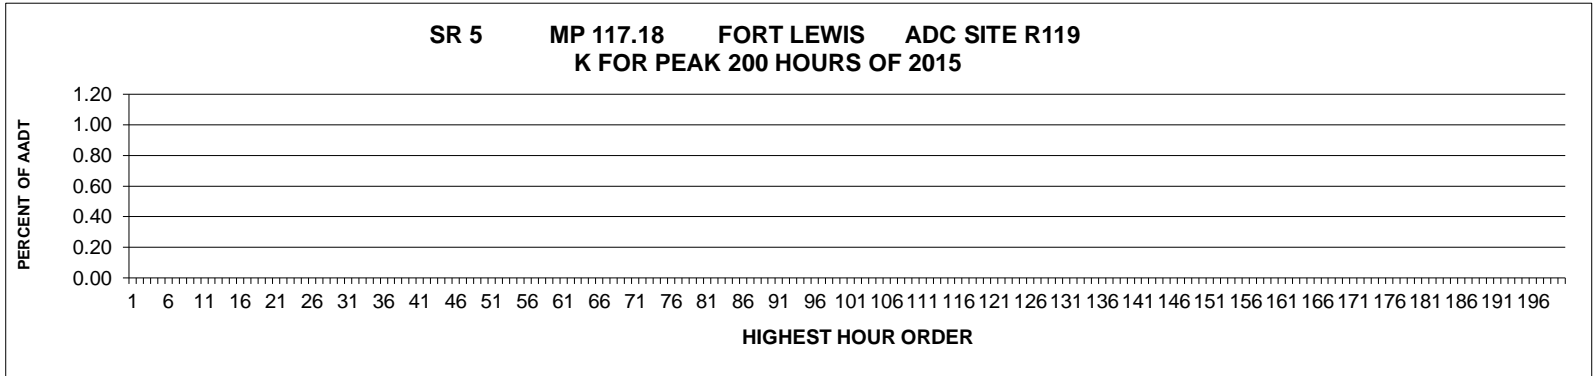 SR 5 MP 117.18 FORT LEWIS ADC SITE R119
K FOR PEAK 200 HOURS OF 2015
PERCENT OF AADT
1.20
1.00
0.80
0.60
0.40
0.20
0.00
1 6 11 16 21 26 31 36 41 46 51 56 61 66 71 76 81 86 91 96 101 106 111 116 121 126 131 136 141 146 151 156 161 166 171 176 181 186 191 196
HIGHEST HOUR ORDER